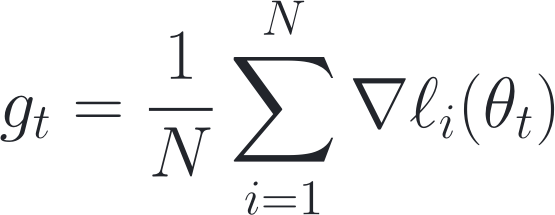 g_t = \frac{1}{N} \sum_{i=1}^{N} \nabla \ell_i(\theta_t)